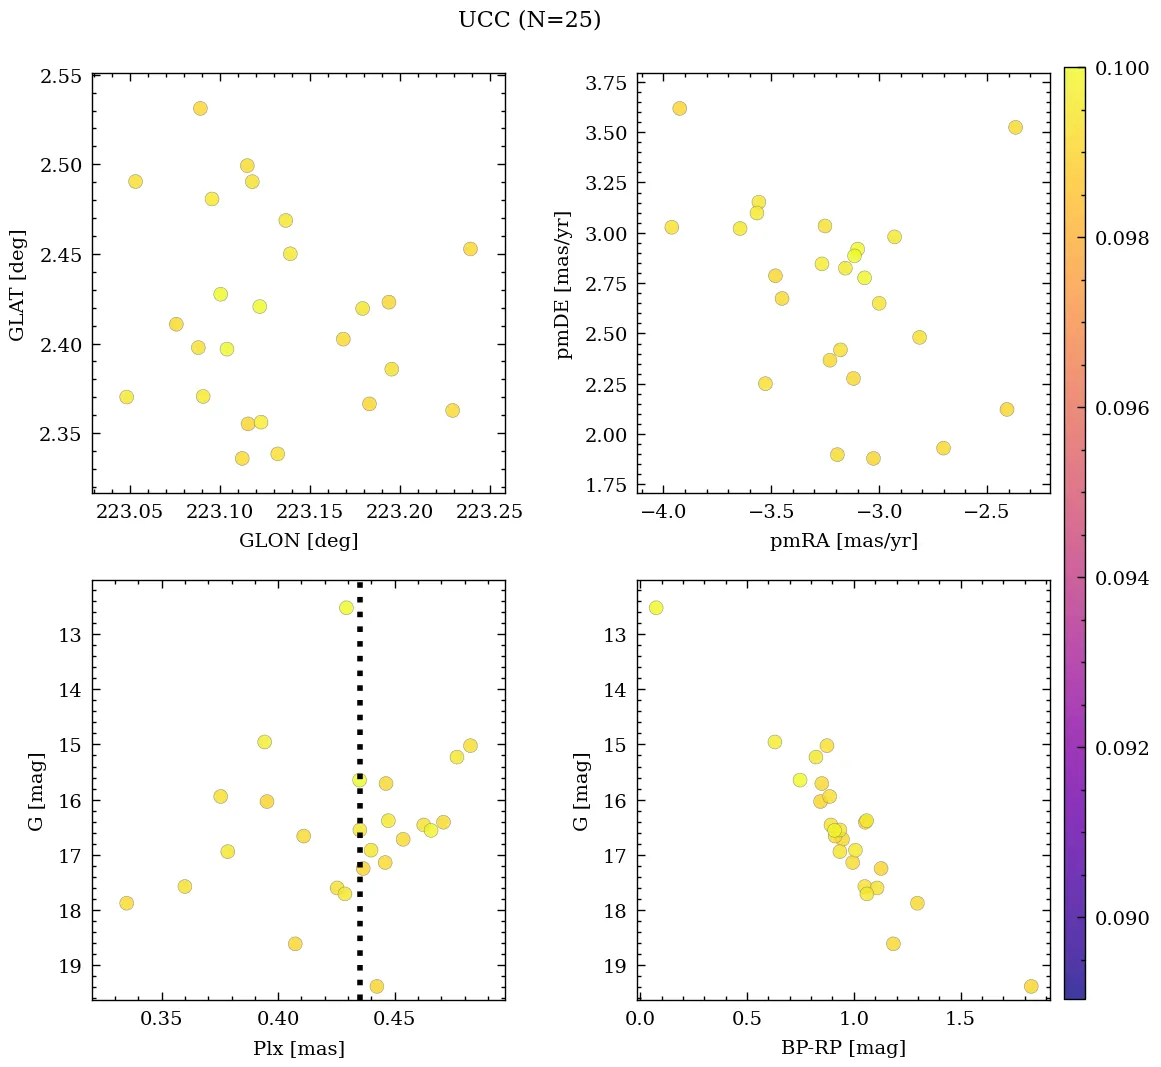 UCC (N=25)
2.55
2.50
2.45
2.40
2.35
GLAT [deg]
223.05 223.10 223.15 223.20 223.25
GLON [deg]
3.75
3.50
3.25
3.00
2.75
2.50
2.25
2.00
1.75
pmDE [mas/yr]
−4.0 −3.5 −3.0 −2.5
pmRA [mas/yr]
0.100
0.098
0.096
0.094
0.092
0.090
13
14
15
16
17
18
19
G [mag]
0.35 0.40 0.45
Plx [mas]
13
14
15
16
17
18
19
G [mag]
0.0 0.5 1.0 1.5
BP-RP [mag]